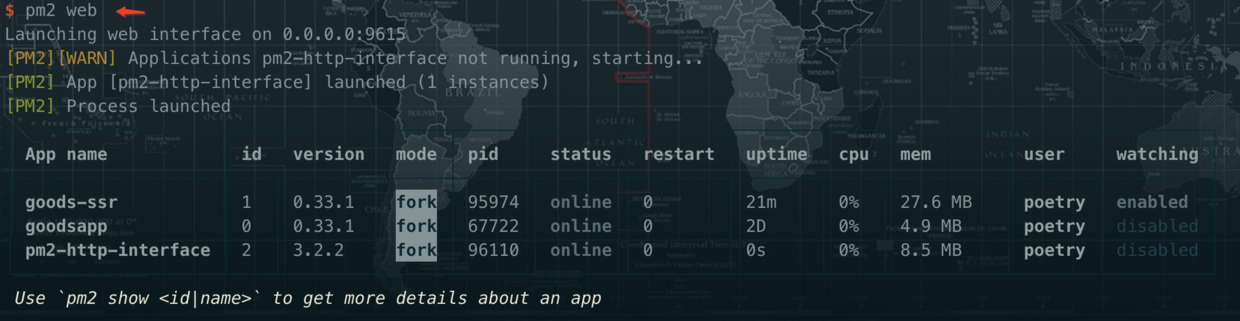 $ pm2 web
Launching web interface on 0.0.0.0:9615
[PM2][WARN] Applications pm2-http-interface not running, starting...
[PM2] App [pm2-http-interface] launched (1 instances)
[PM2] Process launched
App name id version mode pid status restart uptime cpu mem user watching
goods-ssr 1 0.33.1 fork 95974 online 0 21m 0% 27.6 MB poetry enabled
goodsapp 0 0.33.1 fork 67722 online 0 2D 0% 4.9 MB poetry disabled
pm2-http-interface 2 3.2.2 fork 96110 online 0 0s 0% 8.5 MB poetry disabled
Use `pm2 show <id|name>` to get more details about an app